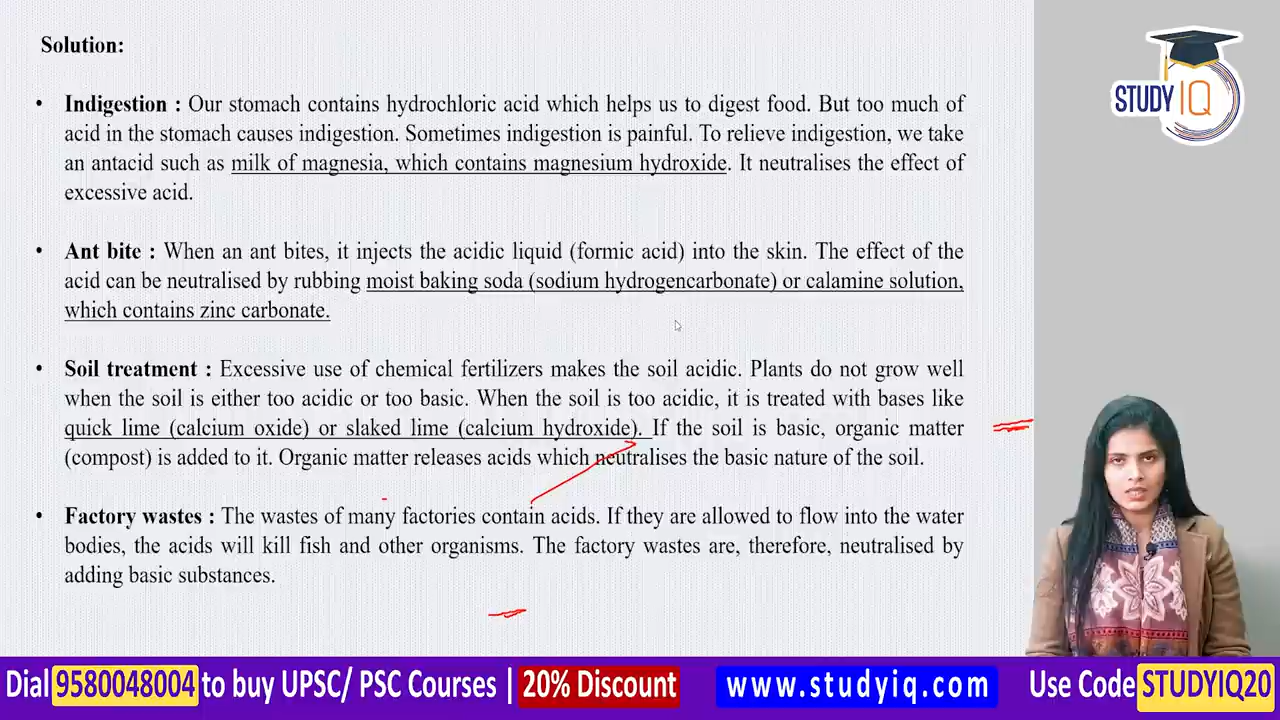 Solution:
• Indigestion : Our stomach contains hydrochloric acid which helps us to digest food. But too much of
acid in the stomach causes indigestion. Sometimes indigestion is painful. To relieve indigestion, we take
an antacid such as milk of magnesia, which contains magnesium hydroxide. It neutralises the effect of
excessive acid.
• Ant bite : When an ant bites, it injects the acidic liquid (formic acid) into the skin. The effect of the
acid can be neutralised by rubbing moist baking soda (sodium hydrogencarbonate) or calamine solution,
which contains zinc carbonate.
• Soil treatment : Excessive use of chemical fertilizers makes the soil acidic. Plants do not grow well
when the soil is either too acidic or too basic. When the soil is too acidic, it is treated with bases like
quick lime (calcium oxide) or slaked lime (calcium hydroxide). If the soil is basic, organic matter
(compost) is added to it. Organic matter releases acids which neutralises the basic nature of the soil.
• Factory wastes : The wastes of many factories contain acids. If they are allowed to flow into the water
bodies, the acids will kill fish and other organisms. The factory wastes are, therefore, neutralised by
adding basic substances.
STUDY IQ
Dial 9580048004 to buy UPSC/ PSC Courses | 20% Discount www.studyiq.com Use Code STUDYIQ20